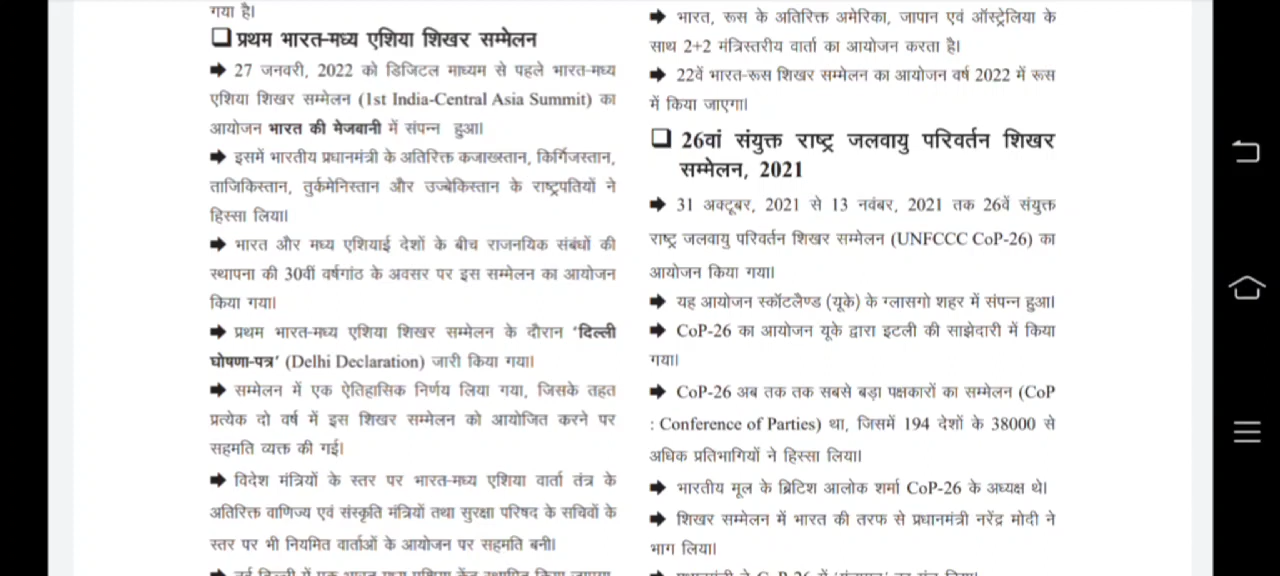 गया है।
❑ प्रथम भारत-मध्य एशिया शिखर सम्मेलन
➡ 27 जनवरी, 2022 को डिजिटल माध्यम से पहले भारत-मध्य
एशिया शिखर सम्मेलन (1st India-Central Asia Summit) का
आयोजन भारत की मेजबानी में संपन्न हुआ।
➡ इसमें भारतीय प्रधानमंत्री के अतिरिक्त कजाख्स्तान, किर्गिजस्तान,
ताजिकिस्तान, तुर्कमेनिस्तान और उज्बेकिस्तान के राष्ट्रपतियों ने
हिस्सा लिया।
➡ भारत और मध्य एशियाई देशों के बीच राजनयिक संबंधों की
स्थापना की 30वीं वर्षगांठ के अवसर पर इस सम्मेलन का आयोजन
किया गया।
➡ प्रथम भारत-मध्य एशिया शिखर सम्मेलन के दौरान ‘दिल्ली
घोषणा-पत्र’ (Delhi Declaration) जारी किया गया।
➡ सम्मेलन में एक ऐतिहासिक निर्णय लिया गया, जिसके तहत
प्रत्येक दो वर्ष में इस शिखर सम्मेलन को आयोजित करने पर
सहमति व्यक्त की गई।
➡ विदेश मंत्रियों के स्तर पर भारत-मध्य एशिया वार्ता तंत्र के
अतिरिक्त वाणिज्य एवं संस्कृति मंत्रियों तथा सुरक्षा परिषद के सचिवों के
स्तर पर भी नियमित वार्ताओं के आयोजन पर सहमति बनी।
➡ नई दिल्ली में एक भारत मध्य एशिया केंद्र स्थापित किया जाएगा
➡ भारत, रूस के अतिरिक्त अमेरिका, जापान एवं ऑस्ट्रेलिया के
साथ 2+2 मंत्रिस्तरीय वार्ता का आयोजन करता है।
➡ 22वें भारत-रूस शिखर सम्मेलन का आयोजन वर्ष 2022 में रूस
में किया जाएगा।
❑ 26वां संयुक्त राष्ट्र जलवायु परिवर्तन शिखर
सम्मेलन, 2021
➡ 31 अक्टूबर, 2021 से 13 नवंबर, 2021 तक 26वें संयुक्त
राष्ट्र जलवायु परिवर्तन शिखर सम्मेलन (UNFCCC CoP-26) का
आयोजन किया गया।
➡ यह आयोजन स्कॉटलैण्ड (यूके) के ग्लासगो शहर में संपन्न हुआ।
➡ CoP-26 का आयोजन यूके द्वारा इटली की साझेदारी में किया
गया।
➡ CoP-26 अब तक तक सबसे बड़ा पक्षकारों का सम्मेलन (CoP
: Conference of Parties) था, जिसमें 194 देशों के 38000 से
अधिक प्रतिभागियों ने हिस्सा लिया।
➡ भारतीय मूल के ब्रिटिश आलोक शर्मा CoP-26 के अध्यक्ष थे।
➡ शिखर सम्मेलन में भारत की तरफ से प्रधानमंत्री नरेंद्र मोदी ने
भाग लिया।
➡ प्रधानमंत्री ने CoP-26 में